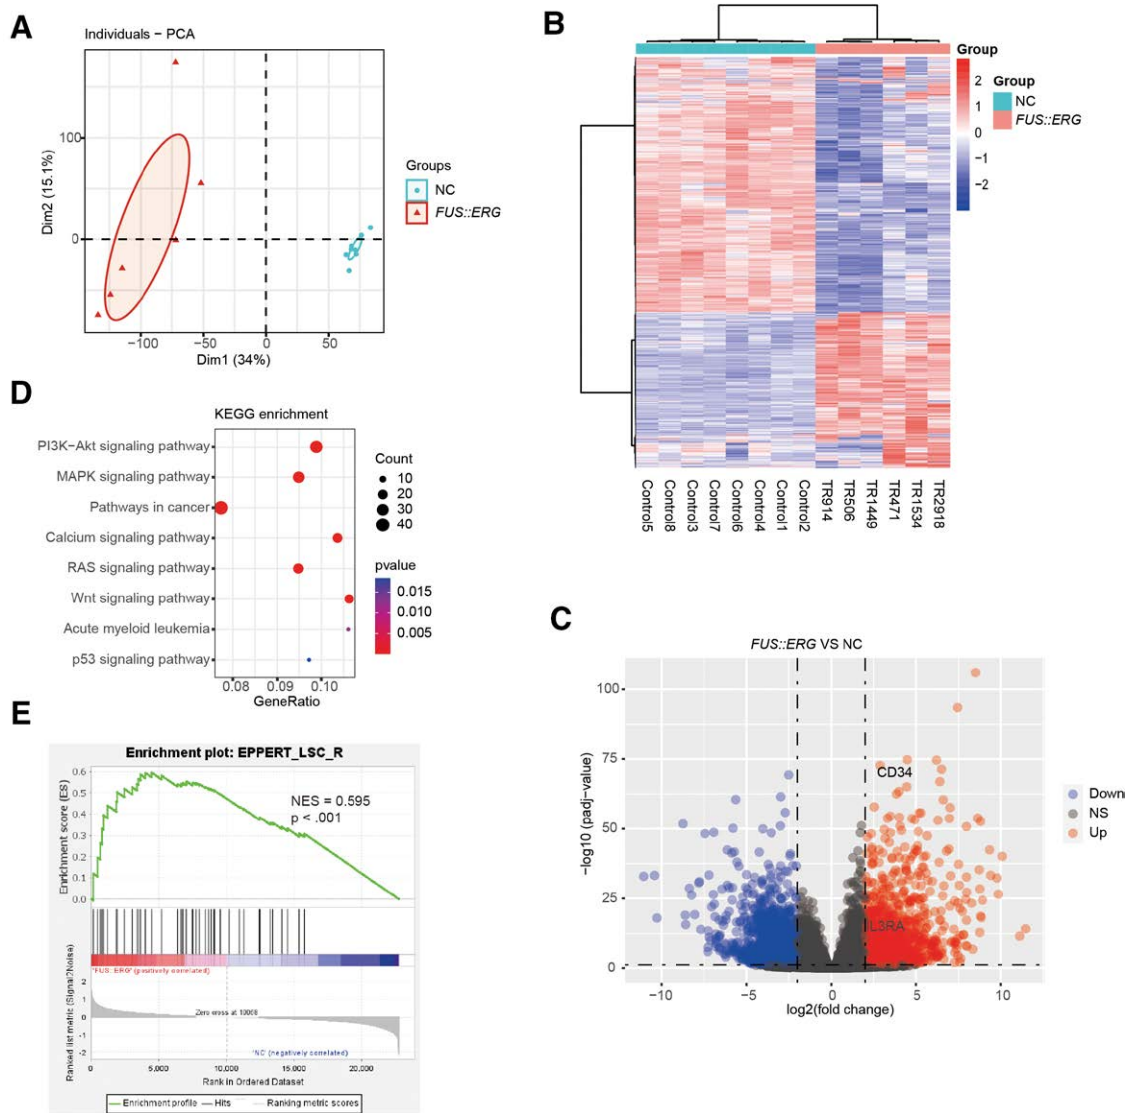 A
Individuals − PCA
100
0
Dim2 (15.1%)
−100
−50
0
50
Dim1 (34%)
Groups
NC
FUS::ERG
B
Group
2
1
0
−1
−2
Group
NC
FUS::ERG
Control5
Control8
Control3
Control7
Control6
Control4
Control1
Control2
TR914
TR506
TR1449
TR471
TR1534
TR2918
D
KEGG enrichment
PI3K−Akt signaling pathway
MAPK signaling pathway
Pathways in cancer
Calcium signaling pathway
RAS signaling pathway
Wnt signaling pathway
Acute myeloid leukemia
p53 signaling pathway
0.08
0.09
0.10
GeneRatio
Count
10
20
30
40
pvalue
0.015
0.010
0.005
C
FUS::ERG VS NC
100
75
50
25
0
−log10 (padj−value)
CD34
IL3RA
−10
−5
0
5
10
log2(fold change)
Down
NS
Up
E
Enrichment plot: EPPERT_LSC_R
0.6
0.5
0.4
0.3
0.2
0.1
0.0
Enrichment score (ES)
NES = 0.595
p < .001
'FUS::ERG' (positively correlated)
2
1
0
-1
-2
Ranked list metric (Signal2Noise)
'NC' (negatively correlated)
0
5,000
10,000
15,000
20,000
Rank in Ordered Dataset
Enrichment profile
Hits
Ranking metric scores